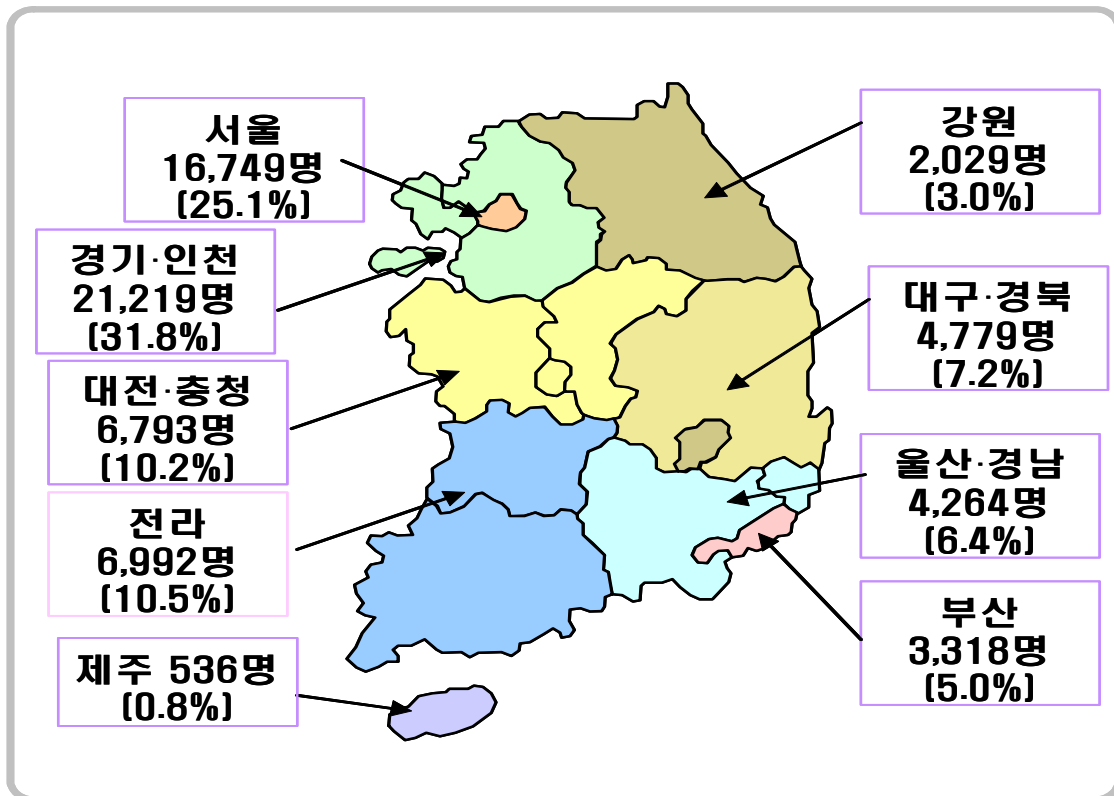 서울
16,749명
(25.1%)
경기·인천
21,219명
(31.8%)
대전·충청
6,793명
(10.2%)
전라
6,992명
(10.5%)
제주 536명
(0.8%)
강원
2,029명
(3.0%)
대구·경북
4,779명
(7.2%)
울산·경남
4,264명
(6.4%)
부산
3,318명
(5.0%)